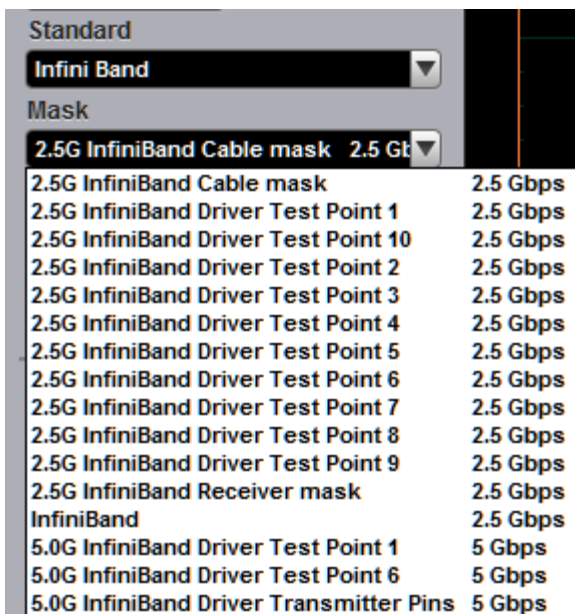 Standard
Infini Band
Mask
2.5G InfiniBand Cable mask 2.5 Gb
2.5G InfiniBand Cable mask 2.5 Gbps
2.5G InfiniBand Driver Test Point 1 2.5 Gbps
2.5G InfiniBand Driver Test Point 10 2.5 Gbps
2.5G InfiniBand Driver Test Point 2 2.5 Gbps
2.5G InfiniBand Driver Test Point 3 2.5 Gbps
2.5G InfiniBand Driver Test Point 4 2.5 Gbps
2.5G InfiniBand Driver Test Point 5 2.5 Gbps
2.5G InfiniBand Driver Test Point 6 2.5 Gbps
2.5G InfiniBand Driver Test Point 7 2.5 Gbps
2.5G InfiniBand Driver Test Point 8 2.5 Gbps
2.5G InfiniBand Driver Test Point 9 2.5 Gbps
2.5G InfiniBand Receiver mask 2.5 Gbps
InfiniBand 2.5 Gbps
5.0G InfiniBand Driver Test Point 1 5 Gbps
5.0G InfiniBand Driver Test Point 6 5 Gbps
5.0G InfiniBand Driver Transmitter Pins 5 Gbps